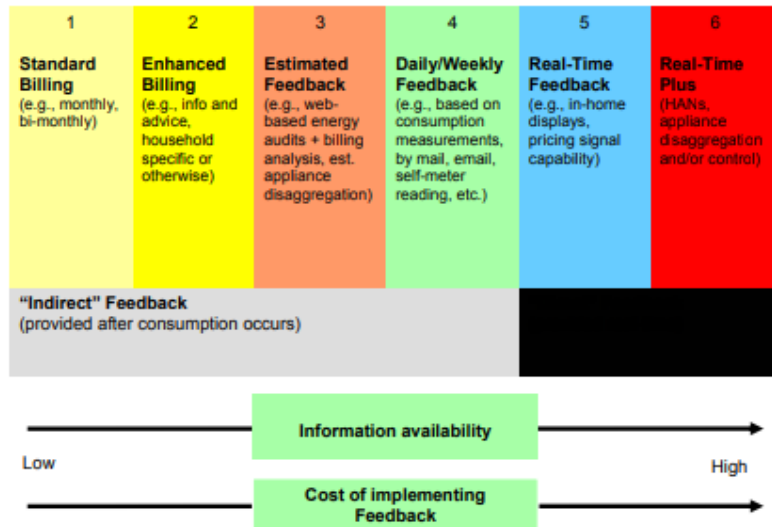 1
Standard
Billing
(e.g., monthly,
bi-monthly)
2
Enhanced
Billing
(e.g., info and
advice,
household
specific or
otherwise)
3
Estimated
Feedback
(e.g., web-
based energy
audits + billing
analysis, est.
appliance
disaggregation)
4
Daily/Weekly
Feedback
(e.g., based on
consumption
measurements,
by mail, email,
self-meter
reading, etc.)
5
Real-Time
Feedback
(e.g., in-home
displays,
pricing signal
capability)
6
Real-Time
Plus
(HANs,
appliance
disaggregation
and/or control)
“Indirect” Feedback
(provided after consumption occurs)
Information availability
Low
High
Cost of implementing
Feedback